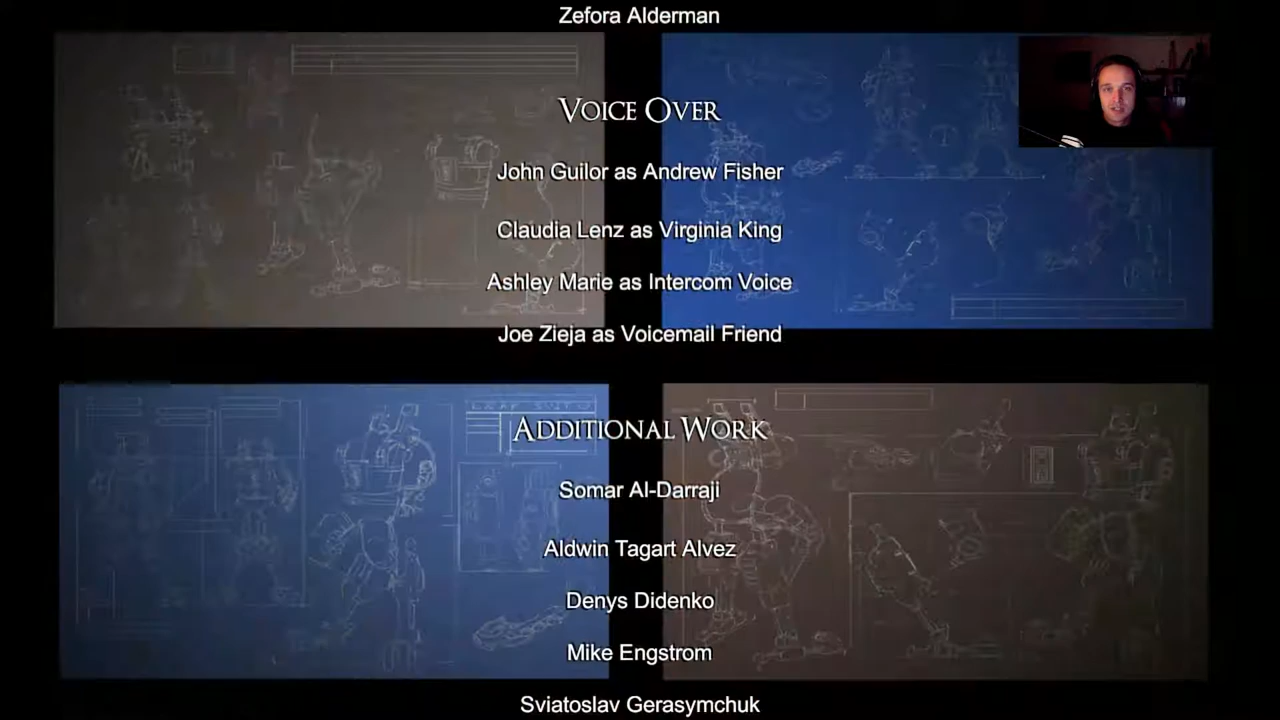 Zefora Alderman
Voice Over
John Guilor as Andrew Fisher
Claudia Lenz as Virginia King
Ashley Marie as Intercom Voice
Joe Zieja as Voicemail Friend
Additional Work
Somar Al-Darraji
Aldwin Tagart Alvez
Denys Didenko
Mike Engstrom
Sviatoslav Gerasymchuk